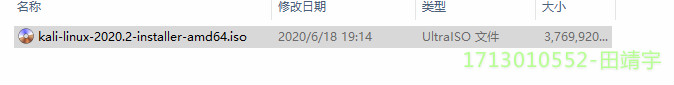 名称 修改日期 类型 大小
kali-linux-2020.2-installer-amd64.iso 2020/6/18 19:14 UltraISO 文件 3,769,920...
1713010552-田靖宇